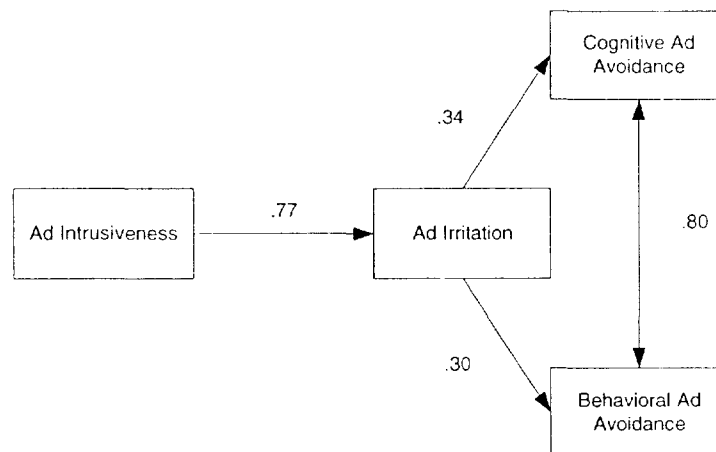 Cognitive Ad
Avoidance
.34
.77
Ad Intrusiveness
Ad Irritation
.80
.30
Behavioral Ad
Avoidance